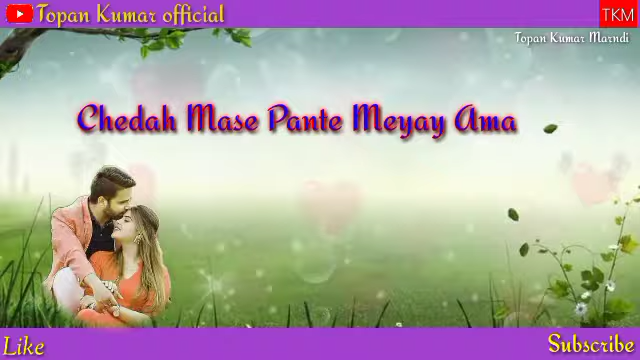 Topan Kumar official
TKM
Topan Kumar Marndi
Chedah Mase Pante Meyay Ama
Like
Subscribe